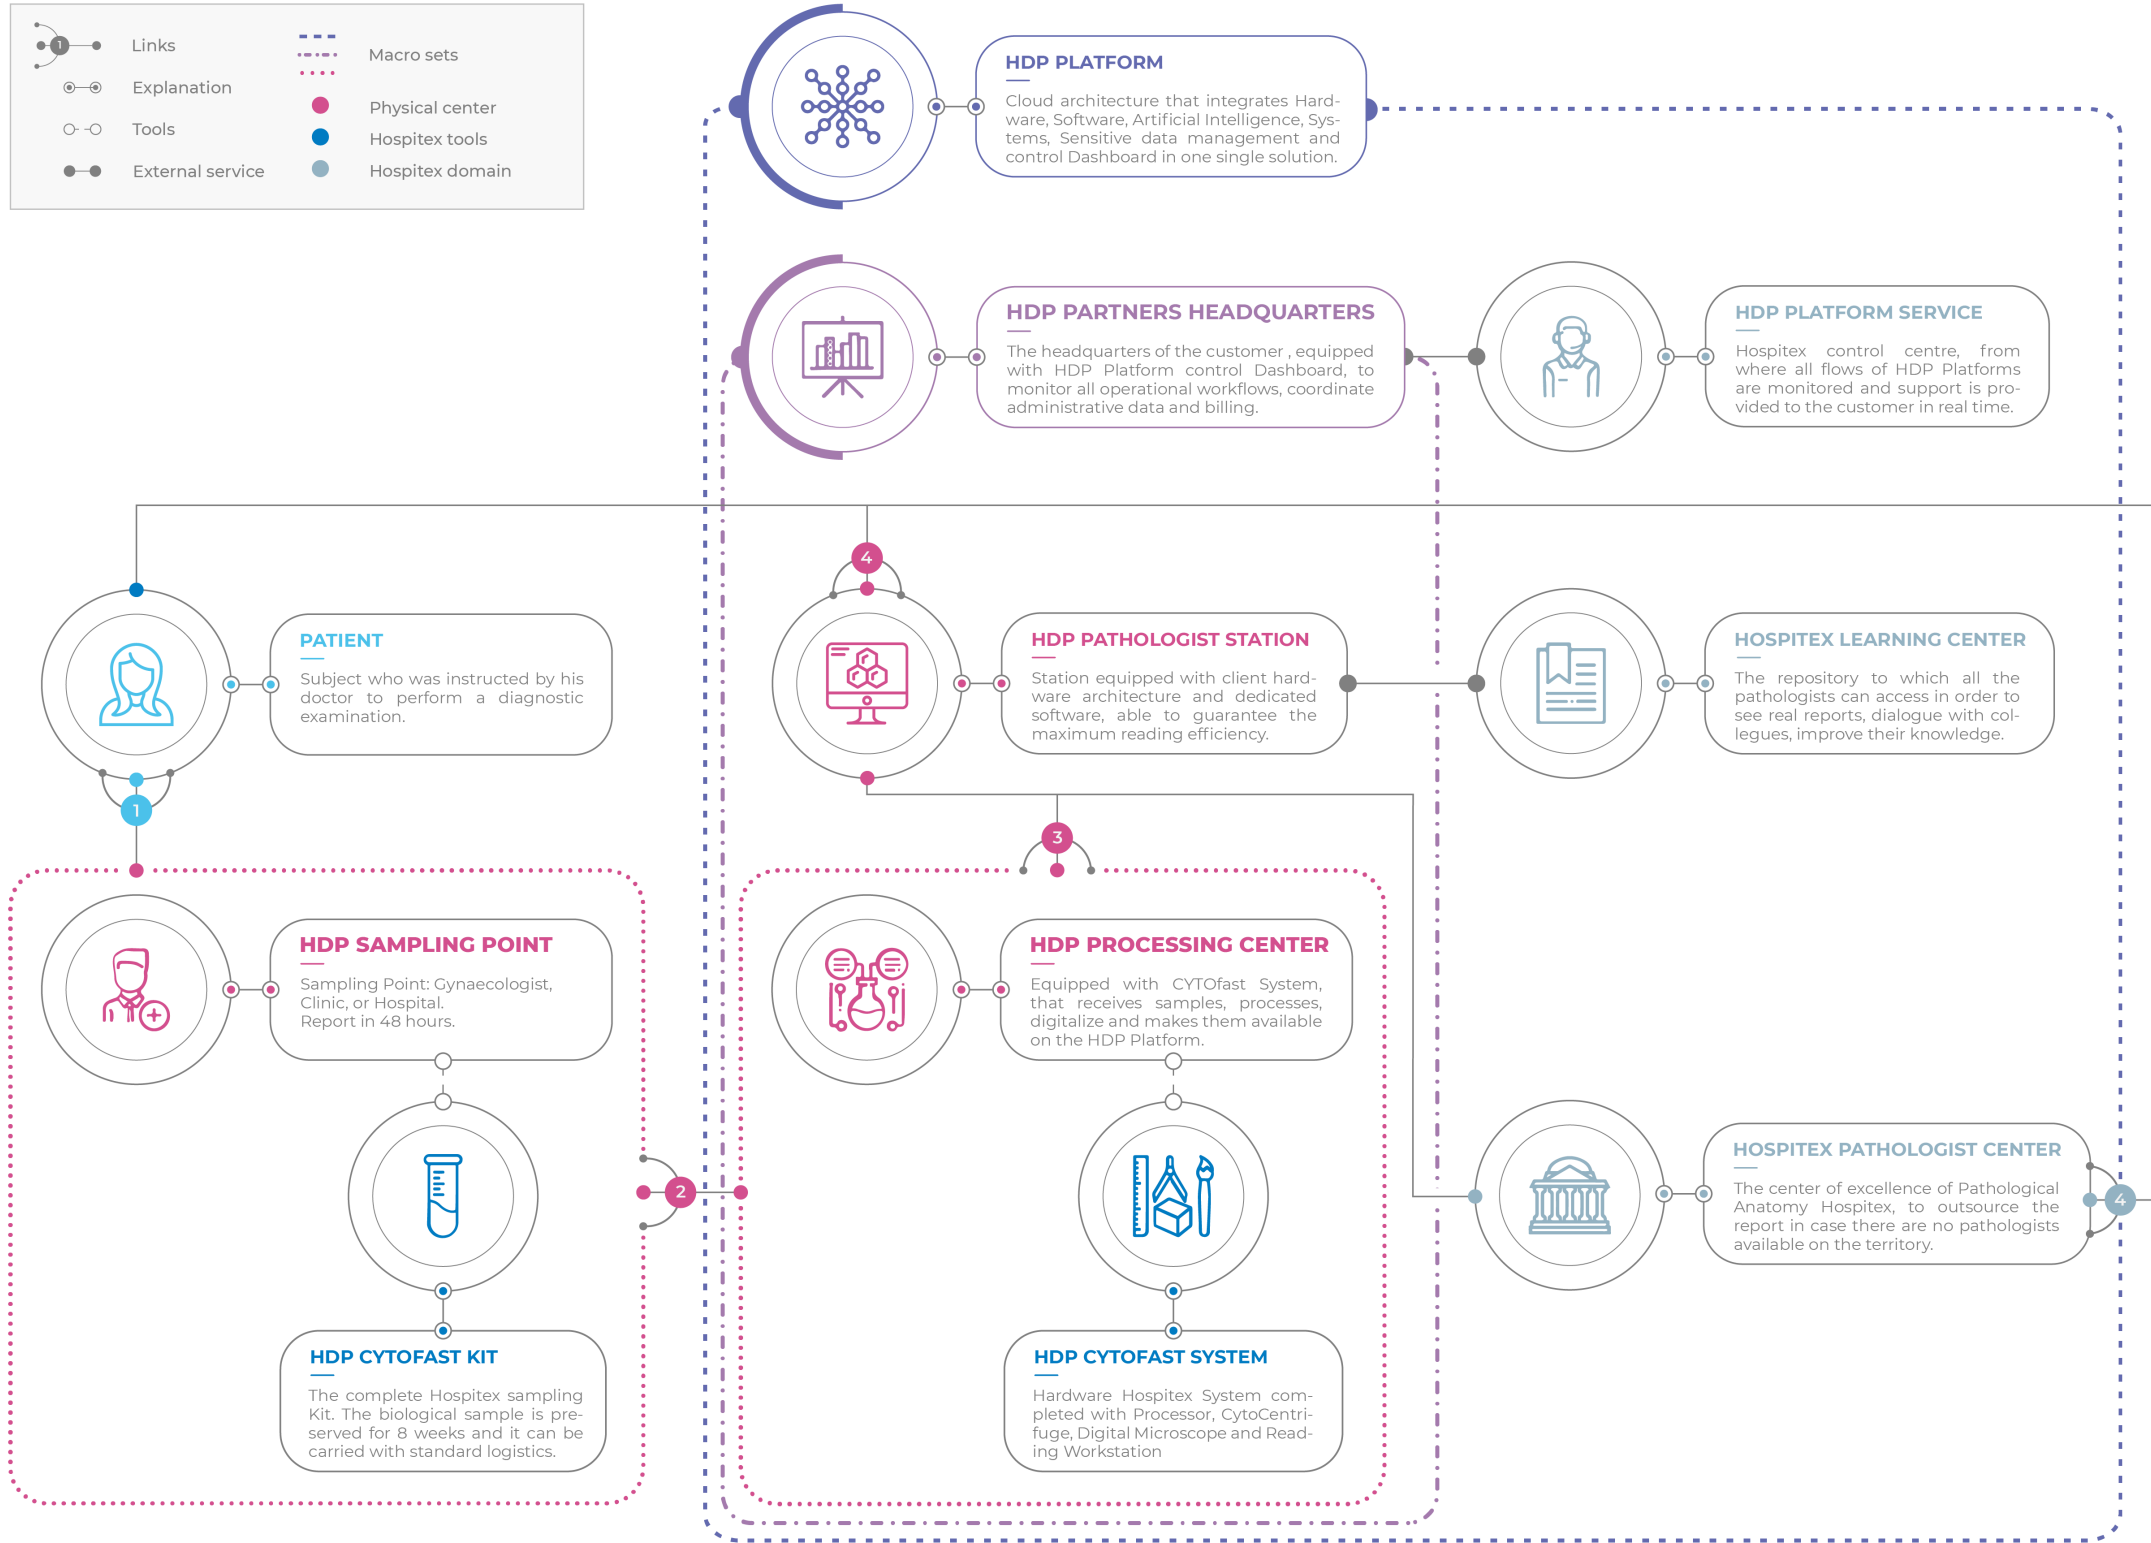 1
Links
Explanation
Tools
External service
Macro sets
Physical center
Hospitex tools
Hospitex domain
HDP PLATFORM
Cloud architecture that integrates Hard-
ware, Software, Artificial Intelligence, Sys-
tems, Sensitive data management and
control Dashboard in one single solution.
HDP PARTNERS HEADQUARTERS
The headquarters of the customer , equipped
with HDP Platform control Dashboard, to
monitor all operational workflows, coordinate
administrative data and billing.
HDP PLATFORM SERVICE
Hospitex control centre, from
where all flows of HDP Platforms
are monitored and support is pro-
vided to the customer in real time.
PATIENT
Subject who was instructed by his
doctor to perform a diagnostic
examination.
1
4
HDP PATHOLOGIST STATION
Station equipped with client hard-
ware architecture and dedicated
software, able to guarantee the
maximum reading efficiency.
HOSPITEX LEARNING CENTER
The repository to which all the
pathologists can access in order to
see real reports, dialogue with col-
legues, improve their knowledge.
3
HDP SAMPLING POINT
Sampling Point: Gynaecologist,
Clinic, or Hospital.
Report in 48 hours.
HDP PROCESSING CENTER
Equipped with CYTOfast System,
that receives samples, processes,
digitalize and makes them available
on the HDP Platform.
2
HOSPITEX PATHOLOGIST CENTER
The center of excellence of Pathological
Anatomy Hospitex, to outsource the
report in case there are no pathologists
available on the territory.
4
HDP CYTOFAST KIT
The complete Hospitex sampling
Kit. The biological sample is pre-
served for 8 weeks and it can be
carried with standard logistics.
HDP CYTOFAST SYSTEM
Hardware Hospitex System com-
pleted with Processor, CytoCentri-
fuge, Digital Microscope and Read-
ing Workstation